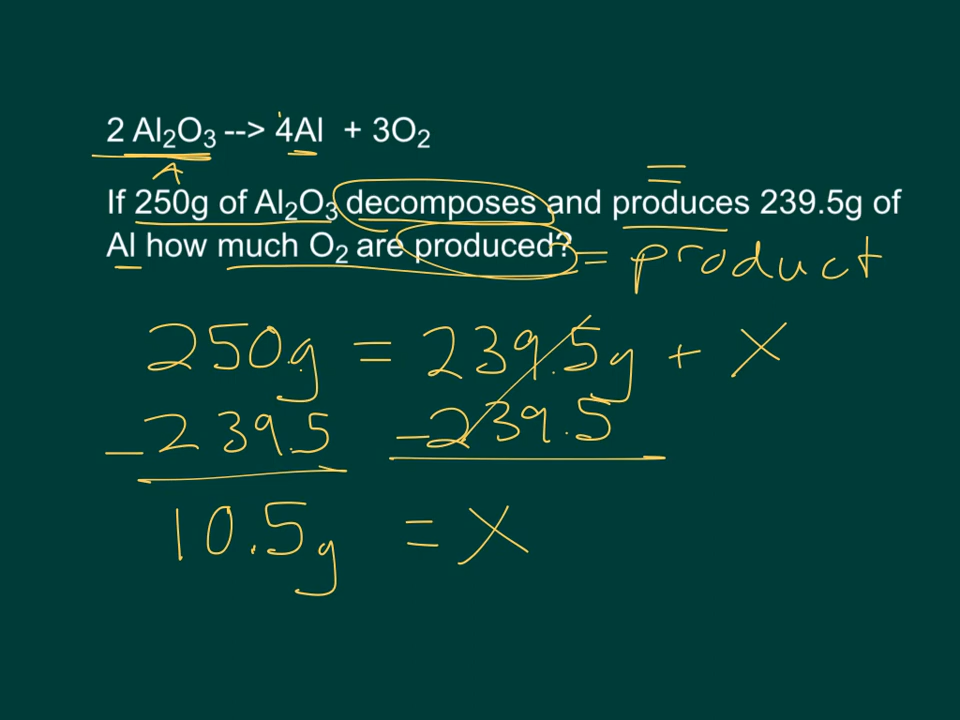 2 Al₂O₃ --> 4Al + 3O₂
If 250g of Al₂O₃ decomposes and produces 239.5g of
Al how much O₂ are produced?
= product
250g = 239.5g + X
- 239.5 - 239.5
10.5g = X